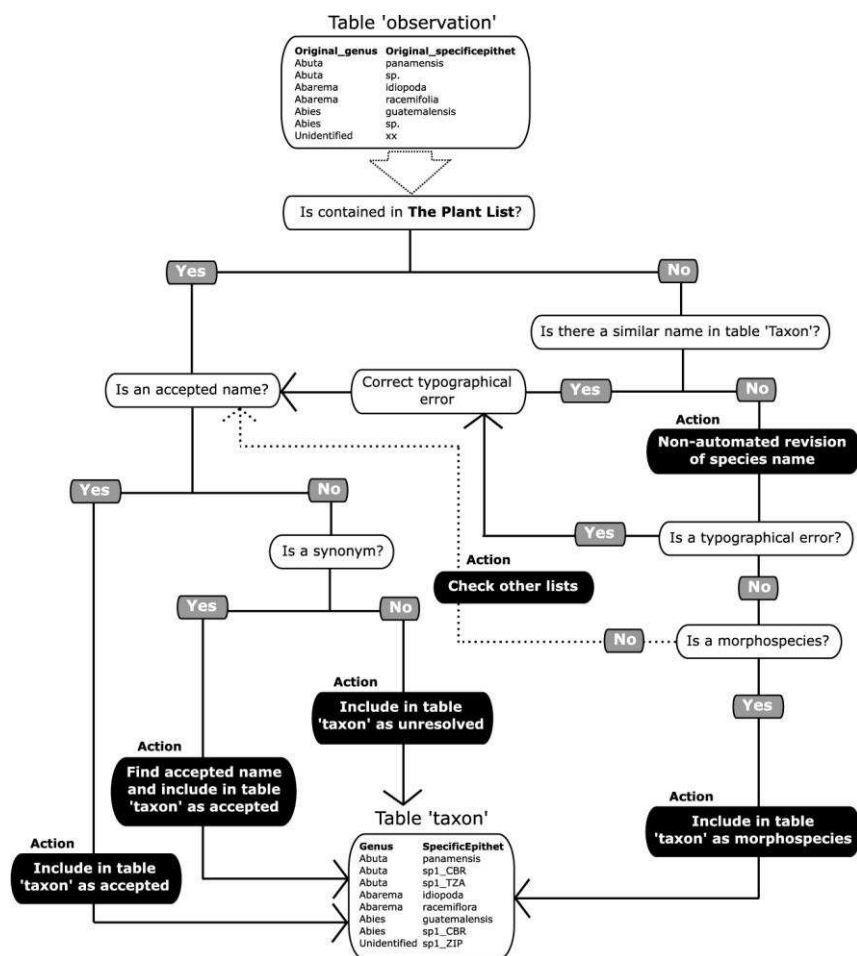 Table 'observation'
Original_genus Original_specificepithet
Abuta panamensis
Abuta sp.
Abarema idiopoda
Abarema racemifolia
Abies guatemalensis
Abies sp.
Unidentified xx
Is contained in The Plant List?
Yes
No
Is there a similar name in table 'Taxon'?
Is an accepted name?
Correct typographical
error
Yes
No
Action
Non-automated revision
of species name
Yes
No
Is a synonym?
Yes
Is a typographical error?
Action
Check other lists
No
Yes
No
No
Is a morphospecies?
Action
Include in table
'taxon' as unresolved
Yes
Action
Find accepted name
and include in table
'taxon' as accepted
Action
Include in table
'taxon' as morphospecies
Action
Include in table
'taxon' as accepted
Table 'taxon'
Genus SpecificEpithet
Abuta panamensis
Abuta sp1_CBR
Abuta sp1_TZA
Abarema idiopoda
Abarema racemiflora
Abies guatemalensis
Abies sp1_CBR
Unidentified sp1_ZIP